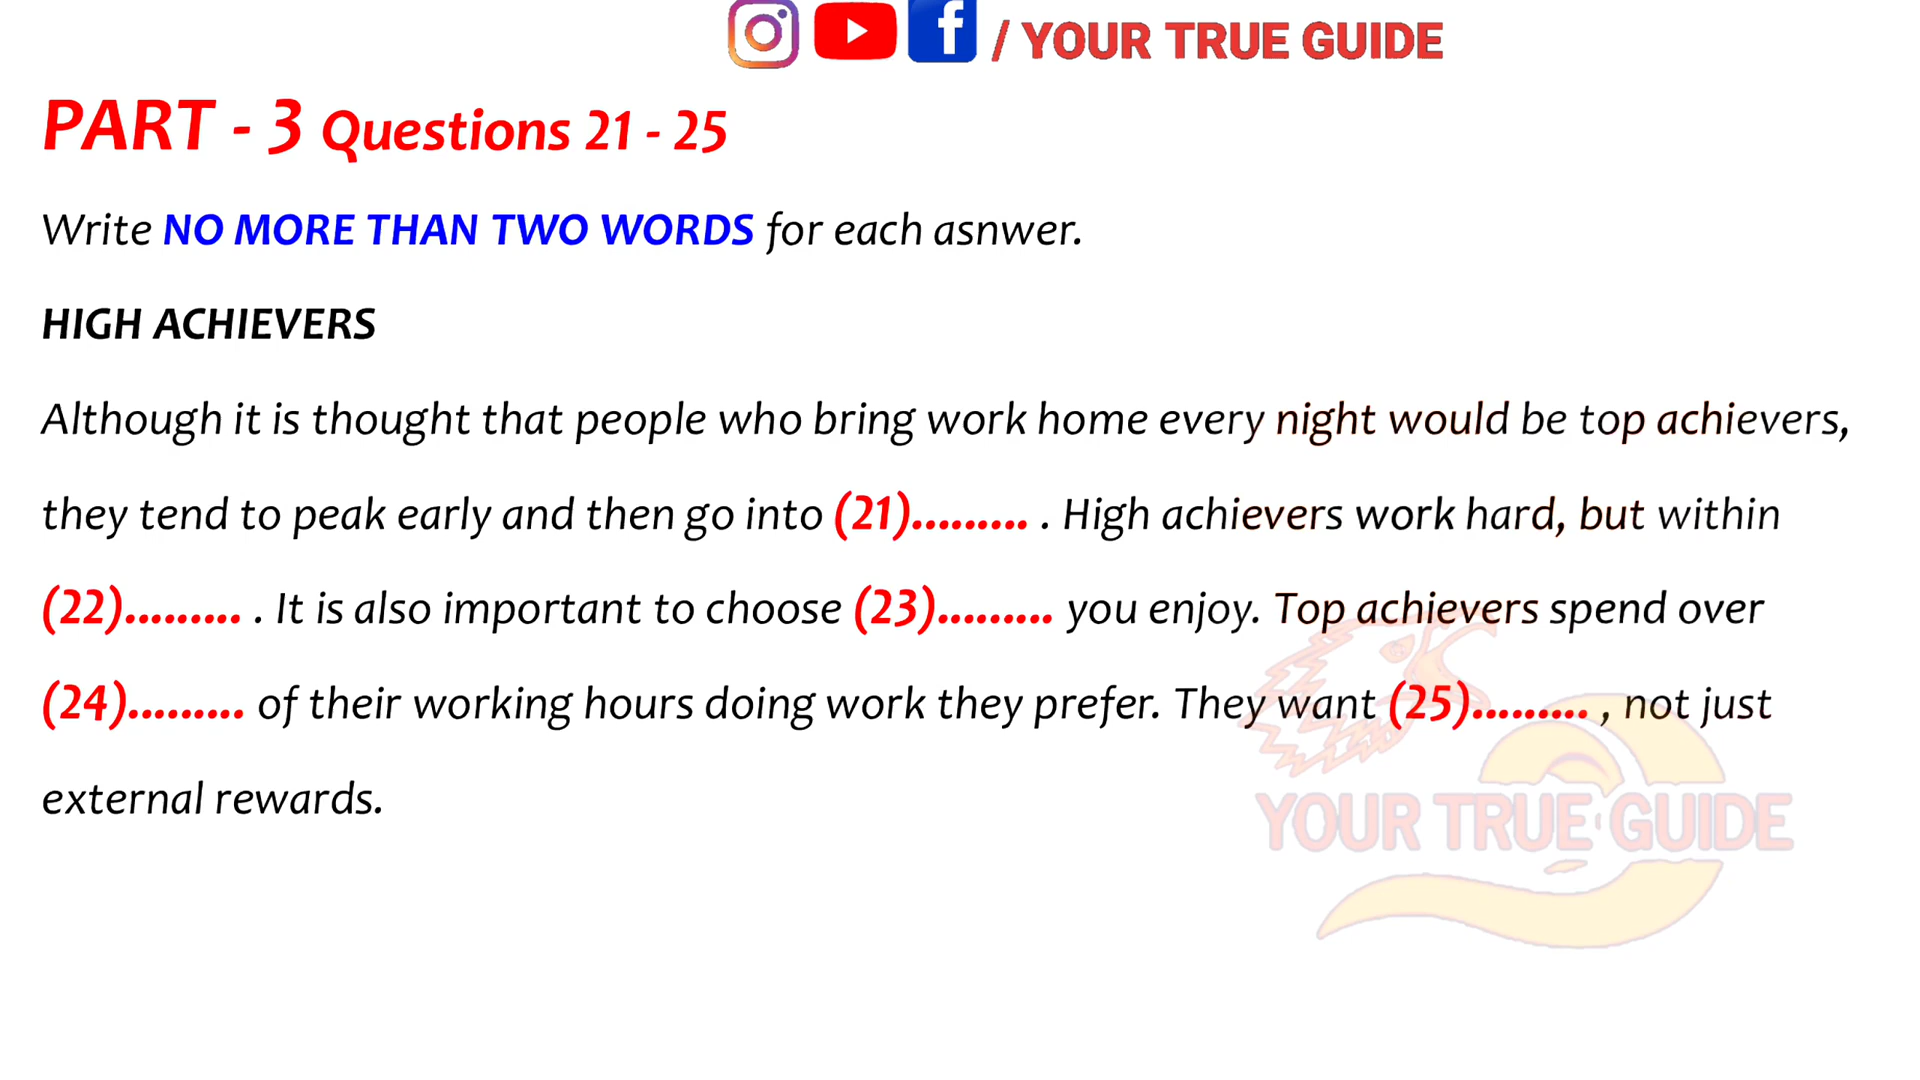 / YOUR TRUE GUIDE
PART - 3 Questions 21 - 25
Write NO MORE THAN TWO WORDS for each asnwer.
HIGH ACHIEVERS
Although it is thought that people who bring work home every night would be top achievers,
they tend to peak early and then go into (21)......... . High achievers work hard, but within
(22)......... . It is also important to choose (23)......... you enjoy. Top achievers spend over
(24)......... of their working hours doing work they prefer. They want (25)......... , not just
external rewards.
YOUR TRUE GUIDE